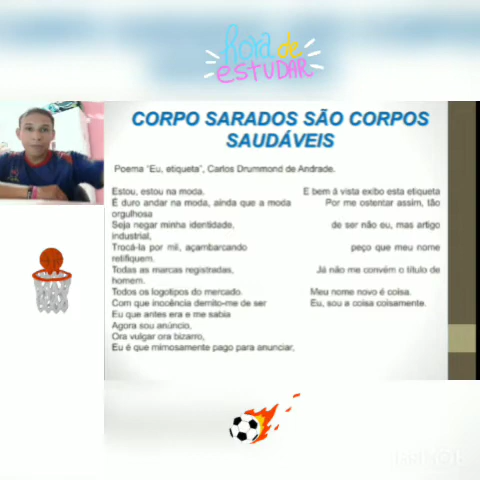 Hora de
ESTUDAR
CORPO SARADOS SÃO CORPOS
SAUDÁVEIS
Poema "Eu, etiqueta", Carlos Drummond de Andrade.
Estou, estou na moda. E bem à vista exibo esta etiqueta
É duro andar na moda, ainda que a moda Por me ostentar assim, tão
orgulhosa
Seja negar minha identidade, de ser não eu, mas artigo
industrial,
Trocá-la por mil, açambarcando peço que meu nome
retifiquem.
Todas as marcas registradas, Já não me convém o título de
homem.
Todos os logotipos do mercado. Meu nome novo é coisa.
Com que inocência demito-me de ser Eu, sou a coisa coisamente.
Eu que antes era e me sabia
Agora sou anúncio,
Ora vulgar ora bizarro,
Eu é que mimosamente pago para anunciar,